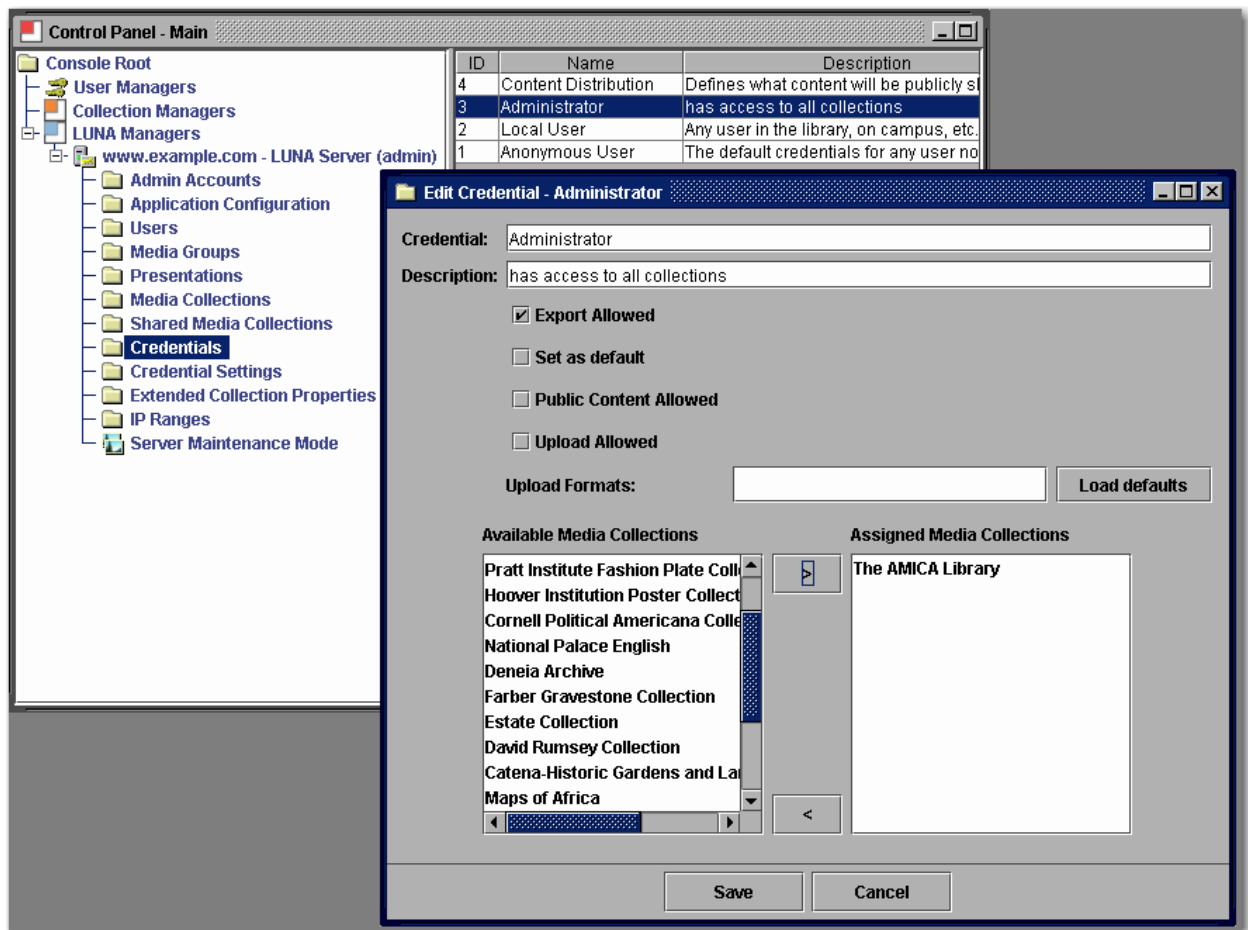 Control Panel - Main
Console Root
User Managers
Collection Managers
LUNA Managers
www.example.com - LUNA Server (admin)
Admin Accounts
Application Configuration
Users
Media Groups
Presentations
Media Collections
Shared Media Collections
Credentials
Credential Settings
Extended Collection Properties
IP Ranges
Server Maintenance Mode
ID Name Description
4 Content Distribution Defines what content will be publicly sl
3 Administrator has access to all collections
2 Local User Any user in the library, on campus, etc.
1 Anonymous User The default credentials for any user no
Edit Credential - Administrator
Credential: Administrator
Description: has access to all collections
Export Allowed
Set as default
Public Content Allowed
Upload Allowed
Upload Formats: Load defaults
Available Media Collections
Pratt Institute Fashion Plate Coll
Hoover Institution Poster Collect
Cornell Political Americana Colle
National Palace English
Deneia Archive
Farber Gravestone Collection
Estate Collection
David Rumsey Collection
Catena-Historic Gardens and La
Maps of Africa
>
<
Assigned Media Collections
The AMICA Library
Save Cancel